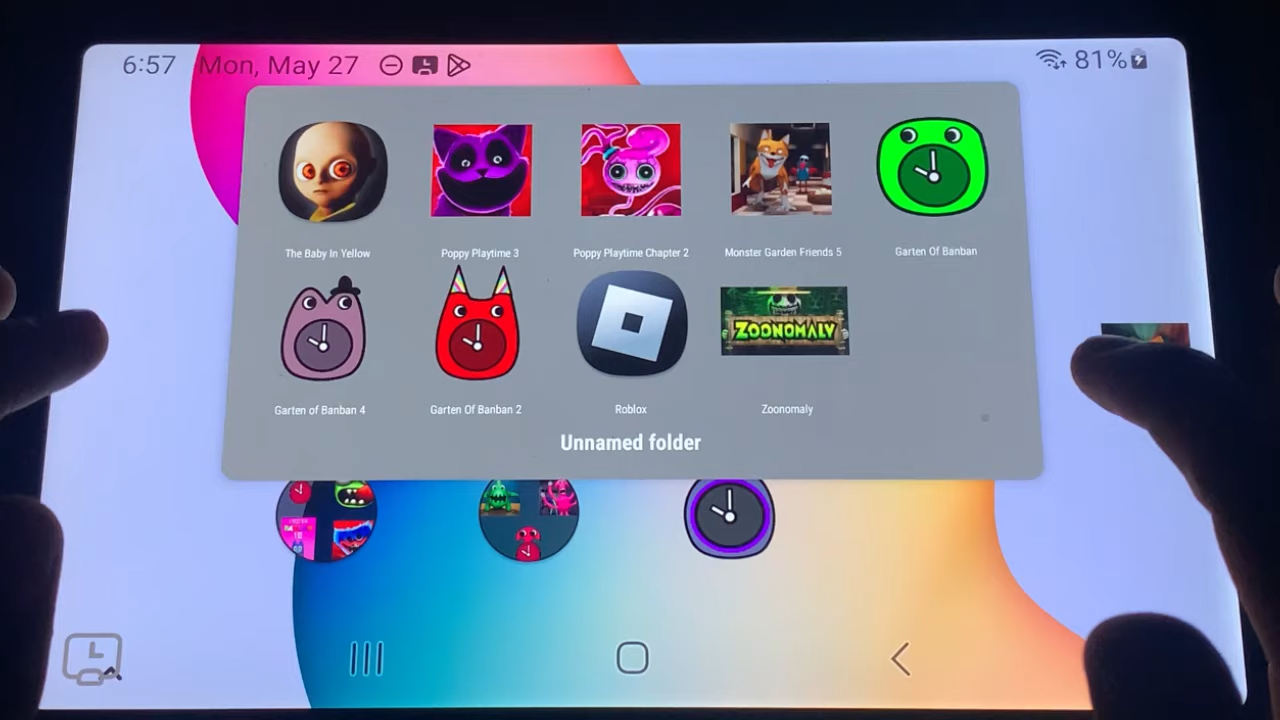 6:57 Mon, May 27 81%
The Baby In Yellow
Poppy Playtime 3
Poppy Playtime Chapter 2
Monster Garden Friends 5
Garten Of Banban
ZOONOMALY
Garten of Banban 4
Garten Of Banban 2
Roblox
Zoonomaly
Unnamed folder